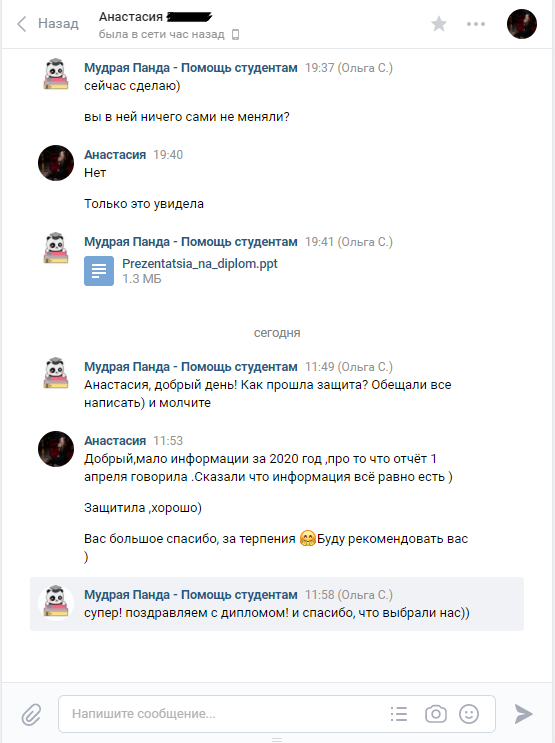 Назад
Анастасия
была в сети час назад
Мудрая Панда - Помощь студентам 19:37 (Ольга С.)
сейчас сделаю)
вы в ней ничего сами не меняли?
Анастасия 19:40
Нет
Только это увидела
Мудрая Панда - Помощь студентам 19:41 (Ольга С.)
Prezentatsia_na_diplom.ppt
1.3 МБ
сегодня
Мудрая Панда - Помощь студентам 11:49 (Ольга С.)
Анастасия, добрый день! Как прошла защита? Обещали все
написать) и молчите
Анастасия 11:53
Добрый,мало информации за 2020 год ,про то что отчёт 1
апреля говорила .Сказали что информация всё равно есть )
Защитила ,хорошо)
Вас большое спасибо, за терпения 🤗Буду рекомендовать вас
)
Мудрая Панда - Помощь студентам 11:58 (Ольга С.)
супер! поздравляем с дипломом! и спасибо, что выбрали нас))
Напишите сообщение...